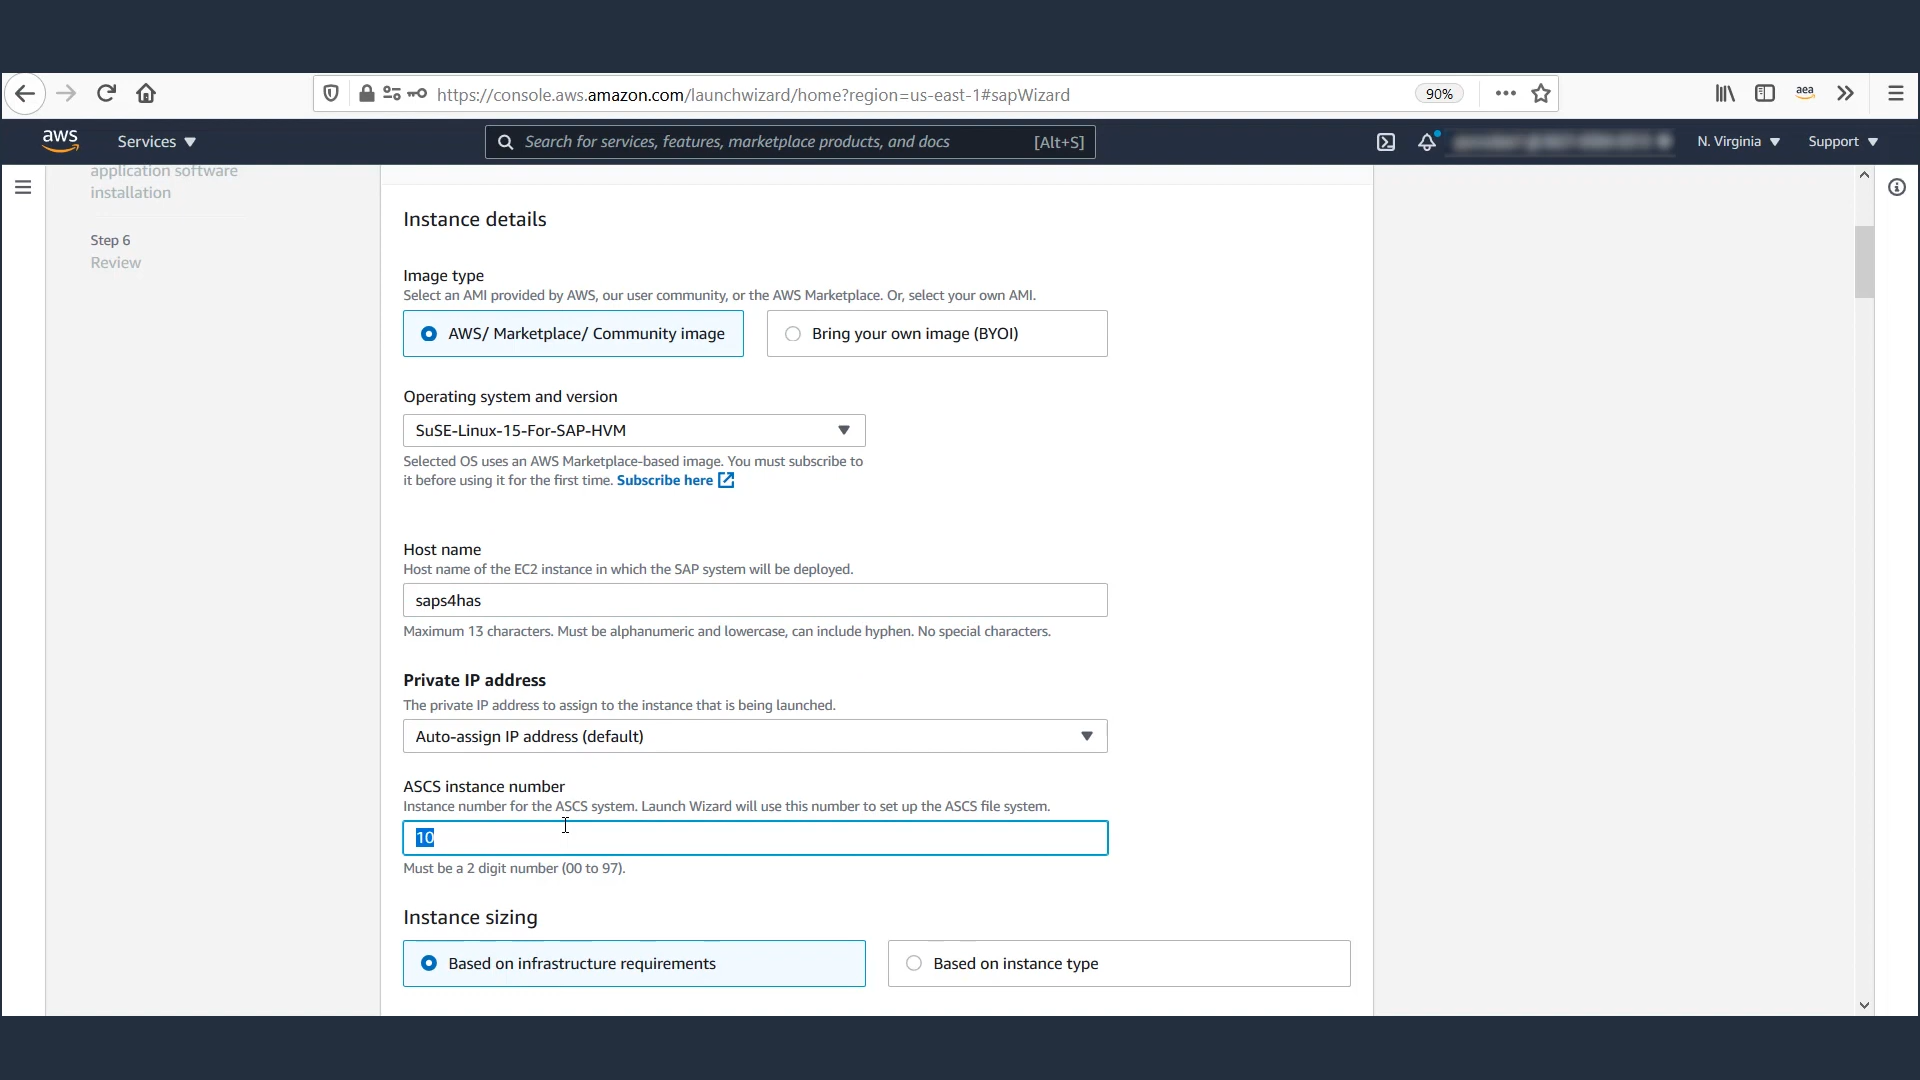 https://console.aws.amazon.com/launchwizard/home?region=us-east-1#sapWizard
90%
aea
aws
Services
Search for services, features, marketplace products, and docs
[Alt+S]
N. Virginia
Support
application software
installation
Step 6
Review
Instance details
Image type
Select an AMI provided by AWS, our user community, or the AWS Marketplace. Or, select your own AMI.
AWS/ Marketplace/ Community image
Bring your own image (BYOI)
Operating system and version
SuSE-Linux-15-For-SAP-HVM
Selected OS uses an AWS Marketplace-based image. You must subscribe to
it before using it for the first time. Subscribe here
Host name
Host name of the EC2 instance in which the SAP system will be deployed.
saps4has
Maximum 13 characters. Must be alphanumeric and lowercase, can include hyphen. No special characters.
Private IP address
The private IP address to assign to the instance that is being launched.
Auto-assign IP address (default)
ASCS instance number
Instance number for the ASCS system. Launch Wizard will use this number to set up the ASCS file system.
10
Must be a 2 digit number (00 to 97).
Instance sizing
Based on infrastructure requirements
Based on instance type